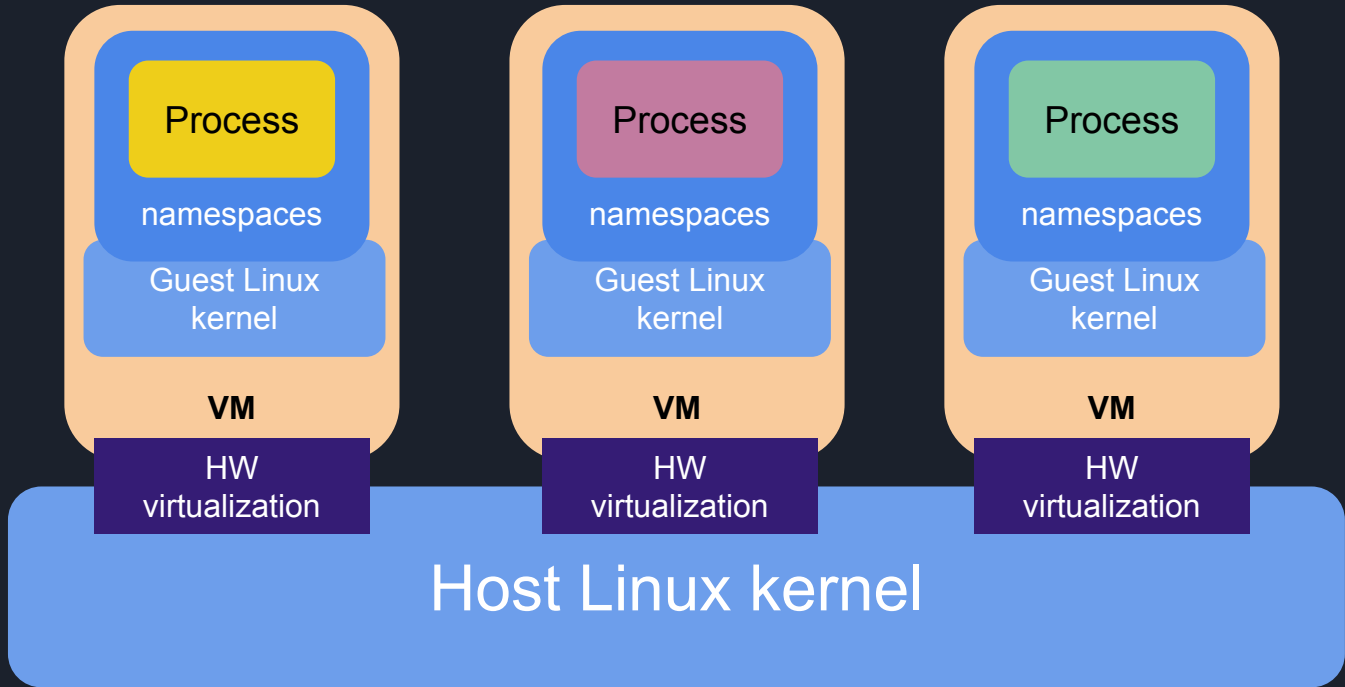 Process
namespaces
Guest Linux
kernel
VM
HW
virtualization
Process
namespaces
Guest Linux
kernel
VM
HW
virtualization
Process
namespaces
Guest Linux
kernel
VM
HW
virtualization
Host Linux kernel